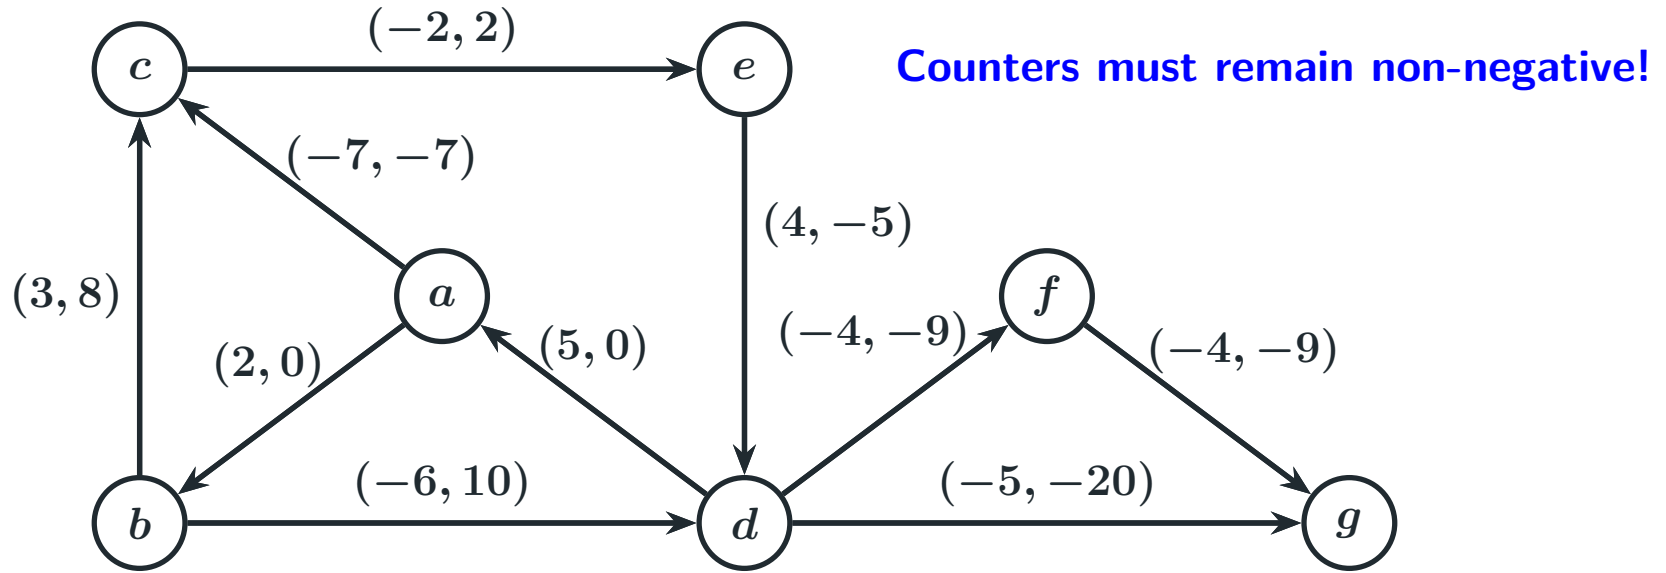 (−2, 2)
c
e
Counters must remain non-negative!
(−7, −7)
(4, −5)
(3, 8)
a
f
(2, 0)
(5, 0)
(−4, −9)
(−4, −9)
(−6, 10)
(−5, −20)
b
d
g